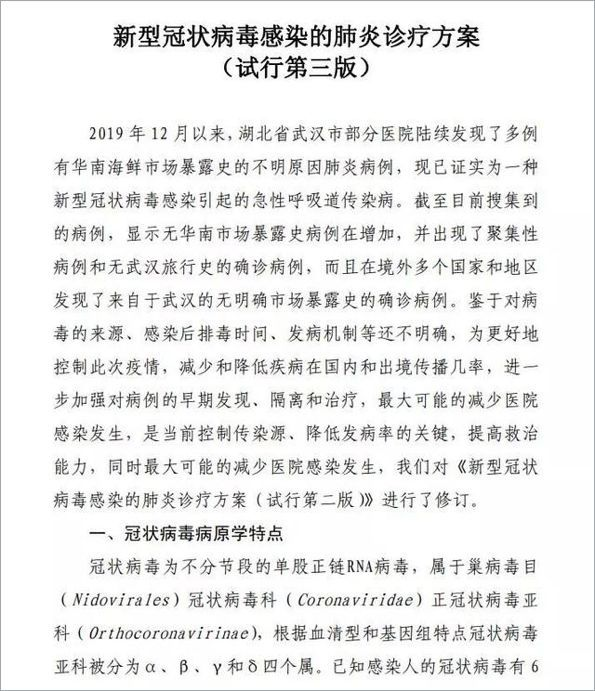 新型冠状病毒感染的肺炎诊疗方案
（试行第三版）
2019 年 12 月以来，湖北省武汉市部分医院陆续发现了多例
有华南海鲜市场暴露史的不明原因肺炎病例，现已证实为一种
新型冠状病毒感染引起的急性呼吸道传染病。截至目前搜集到
的病例，显示无华南市场暴露史病例在增加，并出现了聚集性
病例和无武汉旅行史的确诊病例，而且在境外多个国家和地区
发现了来自于武汉的无明确市场暴露史的确诊病例。鉴于对病
毒的来源、感染后排毒时间、发病机制等还不明确，为更好地
控制此次疫情，减少和降低疾病在国内和出境传播几率，进一
步加强对病例的早期发现、隔离和治疗，最大可能的减少医院
感染发生，是当前控制传染源、降低发病率的关键，提高救治
能力，同时最大可能的减少医院感染发生，我们对《新型冠状
病毒感染的肺炎诊疗方案（试行第二版）》进行了修订。
一、冠状病毒病原学特点
冠状病毒为不分节段的单股正链RNA病毒，属于巢病毒目
（Nidovirales）冠状病毒科（Coronaviridae）正冠状病毒亚
科（Orthocoronavirinae），根据血清型和基因组特点冠状病毒
亚科被分为α、β、γ和δ四个属。已知感染人的冠状病毒有 6